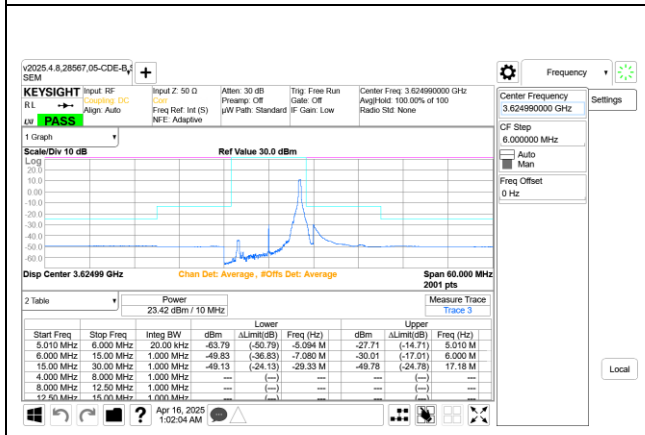 v2025.4.8,28567,05-CDE-B,
SEM
+
Frequency
KEYSIGHT Input: RF Input Z: 50 Ω Atten: 30 dB Trig: Free Run Center Freq: 3.624990000 GHz
RL Coupling: DC Corr Preamp: Off Gate: Off Avg|Hold: 100.00% of 100
Align: Auto Freq Ref: Int (S) µW Path: Standard IF Gain: Low Radio Std: None
LXI PASS NFE: Adaptive
Center Frequency
3.624990000 GHz
Settings
CF Step
6.000000 MHz
Auto
Man
Freq Offset
0 Hz
Local
1 Graph
Scale/Div 10 dB Ref Value 30.0 dBm
Log
20.0
10.0
0.00
-10.0
-20.0
-30.0
-40.0
-50.0
-60.0
Disp Center 3.62499 GHz Chan Det: Average , #Offs Det: Average Span 60.000 MHz
2001 pts
2 Table Power Measure Trace
23.42 dBm / 10 MHz Trace 3
Lower Upper
Start Freq Stop Freq Integ BW dBm ΔLimit(dB) Freq (Hz) dBm ΔLimit(dB) Freq (Hz)
5.010 MHz 6.000 MHz 20.00 kHz -63.79 (-50.79) -5.094 M -27.71 (-14.71) 5.010 M
6.000 MHz 15.00 MHz 1.000 MHz -49.83 (-36.83) -7.080 M -30.01 (-17.01) 6.000 M
15.00 MHz 30.00 MHz 1.000 MHz -49.13 (-24.13) -29.33 M -49.78 (-24.78) 17.18 M
4.000 MHz 8.000 MHz 1.000 MHz --- (---) --- --- (---) ---
8.000 MHz 12.50 MHz 1.000 MHz --- (---) --- --- (---) ---
12.50 MHz 15.00 MHz 1.000 MHz --- (---) --- --- (---) ---
? Apr 16, 2025
1:02:04 AM